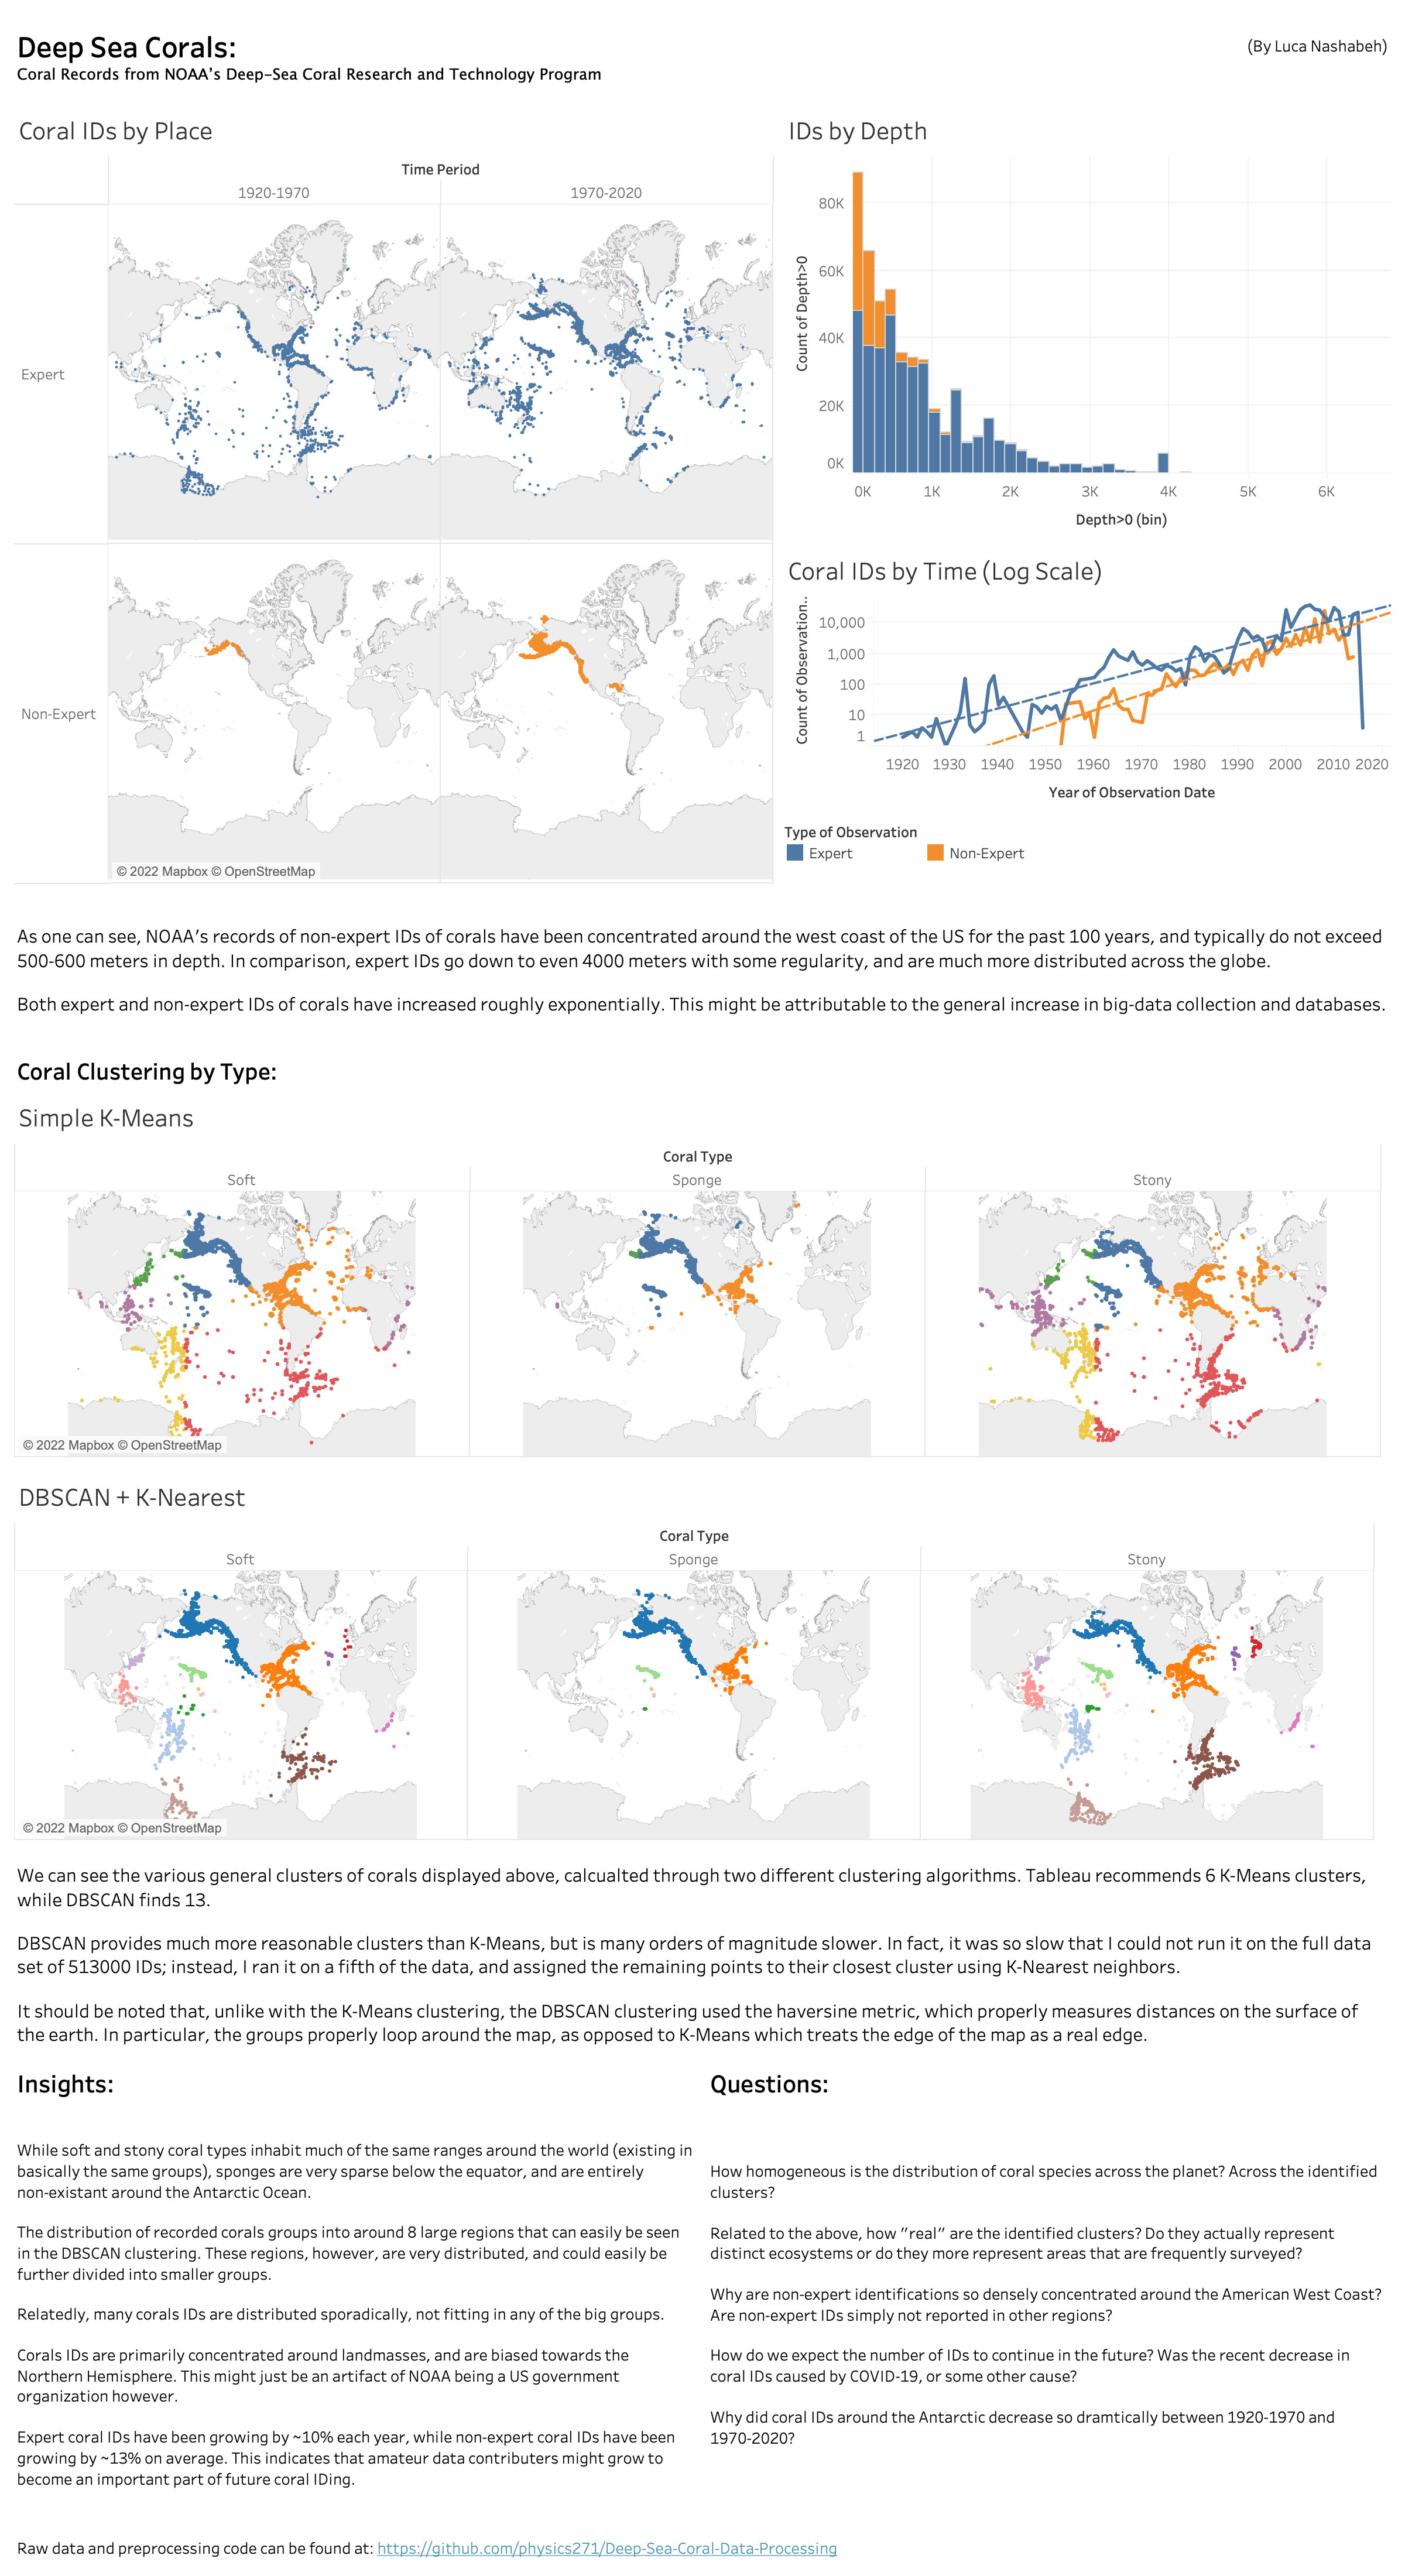 Deep Sea Corals:
(By Luca Nashabeh)
Coral Records from NOAA's Deep-Sea Coral Research and Technology Program
Coral IDs by Place
Time Period
1920-1970
1970-2020
Expert
Non-Expert
© 2022 Mapbox © OpenStreetMap
IDs by Depth
Count of Depth>0
80K
60K
40K
20K
0K
0K
1K
2K
3K
4K
5K
6K
Depth>0 (bin)
Coral IDs by Time (Log Scale)
Count of Observation..
10,000
1,000
100
10
1
1920
1930
1940
1950
1960
1970
1980
1990
2000
2010
2020
Year of Observation Date
Type of Observation
Expert
Non-Expert
As one can see, NOAA's records of non-expert IDs of corals have been concentrated around the west coast of the US for the past 100 years, and typically do not exceed
500-600 meters in depth. In comparison, expert IDs go down to even 4000 meters with some regularity, and are much more distributed across the globe.
Both expert and non-expert IDs of corals have increased roughly exponentially. This might be attributable to the general increase in big-data collection and databases.
Coral Clustering by Type:
Simple K-Means
Coral Type
Soft
Sponge
Stony
© 2022 Mapbox © OpenStreetMap
DBSCAN + K-Nearest
Coral Type
Soft
Sponge
Stony
© 2022 Mapbox © OpenStreetMap
We can see the various general clusters of corals displayed above, calcualted through two different clustering algorithms. Tableau recommends 6 K-Means clusters,
while DBSCAN finds 13.
DBSCAN provides much more reasonable clusters than K-Means, but is many orders of magnitude slower. In fact, it was so slow that I could not run it on the full data
set of 513000 IDs; instead, I ran it on a fifth of the data, and assigned the remaining points to their closest cluster using K-Nearest neighbors.
It should be noted that, unlike with the K-Means clustering, the DBSCAN clustering used the haversine metric, which properly measures distances on the surface of
the earth. In particular, the groups properly loop around the map, as opposed to K-Means which treats the edge of the map as a real edge.
Insights:
While soft and stony coral types inhabit much of the same ranges around the world (existing in
basically the same groups), sponges are very sparse below the equator, and are entirely
non-existant around the Antarctic Ocean.
The distribution of recorded corals groups into around 8 large regions that can easily be seen
in the DBSCAN clustering. These regions, however, are very distributed, and could easily be
further divided into smaller groups.
Relatedly, many corals IDs are distributed sporadically, not fitting in any of the big groups.
Corals IDs are primarily concentrated around landmasses, and are biased towards the
Northern Hemisphere. This might just be an artifact of NOAA being a US government
organization however.
Expert coral IDs have been growing by ~10% each year, while non-expert coral IDs have been
growing by ~13% on average. This indicates that amateur data contributers might grow to
become an important part of future coral IDing.
Questions:
How homogeneous is the distribution of coral species across the planet? Across the identified
clusters?
Related to the above, how "real" are the identified clusters? Do they actually represent
distinct ecosystems or do they more represent areas that are frequently surveyed?
Why are non-expert identifications so densely concentrated around the American West Coast?
Are non-expert IDs simply not reported in other regions?
How do we expect the number of IDs to continue in the future? Was the recent decrease in
coral IDs caused by COVID-19, or some other cause?
Why did coral IDs around the Antarctic decrease so dramtically between 1920-1970 and
1970-2020?
Raw data and preprocessing code can be found at: https://github.com/physics271/Deep-Sea-Coral-Data-Processing